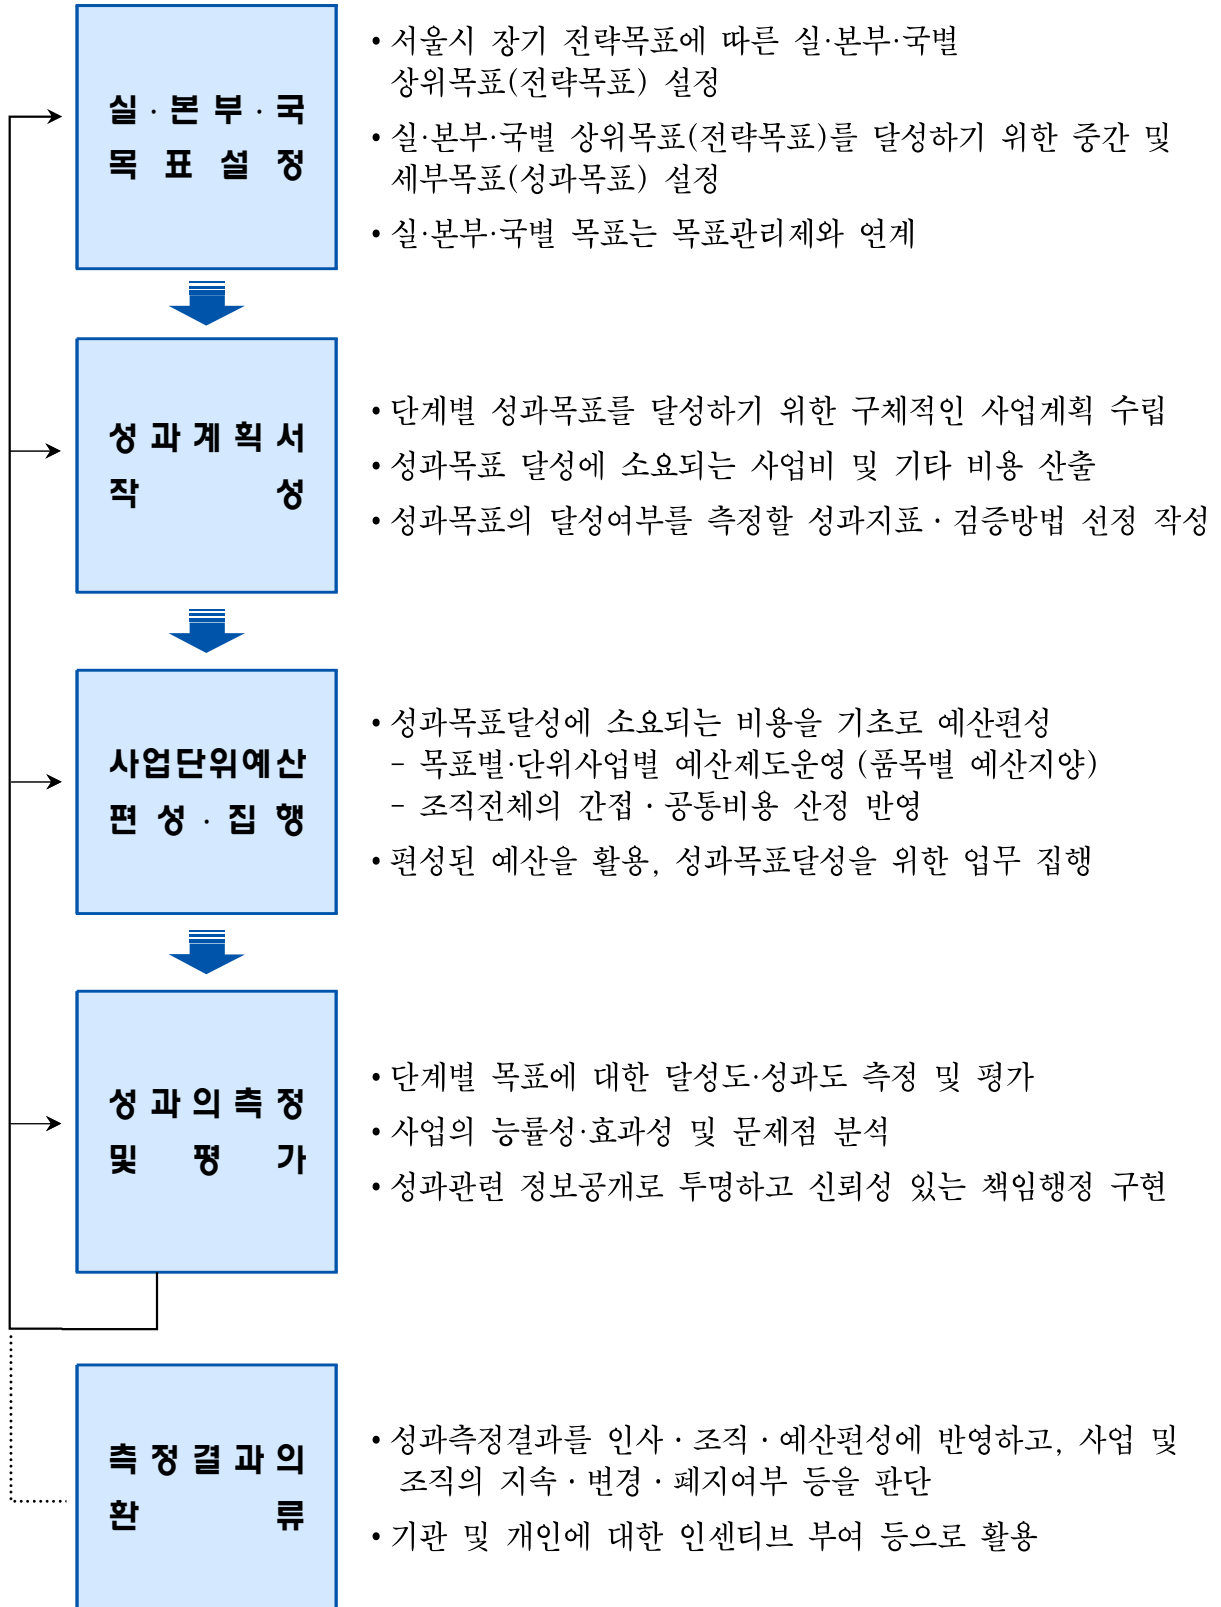 실·본부·국
목표설정
• 서울시 장기 전략목표에 따른 실·본부·국별
상위목표(전략목표) 설정
• 실·본부·국별 상위목표(전략목표)를 달성하기 위한 중간 및
세부목표(성과목표) 설정
• 실·본부·국별 목표는 목표관리제와 연계
성과계획서
작성
• 단계별 성과목표를 달성하기 위한 구체적인 사업계획 수립
• 성과목표 달성에 소요되는 사업비 및 기타 비용 산출
• 성과목표의 달성여부를 측정할 성과지표·검증방법 선정 작성
사업단위예산
편성·집행
• 성과목표달성에 소요되는 비용을 기초로 예산편성
- 목표별·단위사업별 예산제도운영(품목별 예산지양)
- 조직전체의 간접·공통비용 산정 반영
• 편성된 예산을 활용, 성과목표달성을 위한 업무 집행
성과의측정
및평가
• 단계별 목표에 대한 달성도·성과도 측정 및 평가
• 사업의 능률성·효과성 및 문제점 분석
• 성과관련 정보공개로 투명하고 신뢰성 있는 책임행정 구현
측정결과의
환류
• 성과측정결과를 인사·조직·예산편성에 반영하고, 사업 및
조직의 지속·변경·폐지여부 등을 판단
• 기관 및 개인에 대한 인센티브 부여 등으로 활용